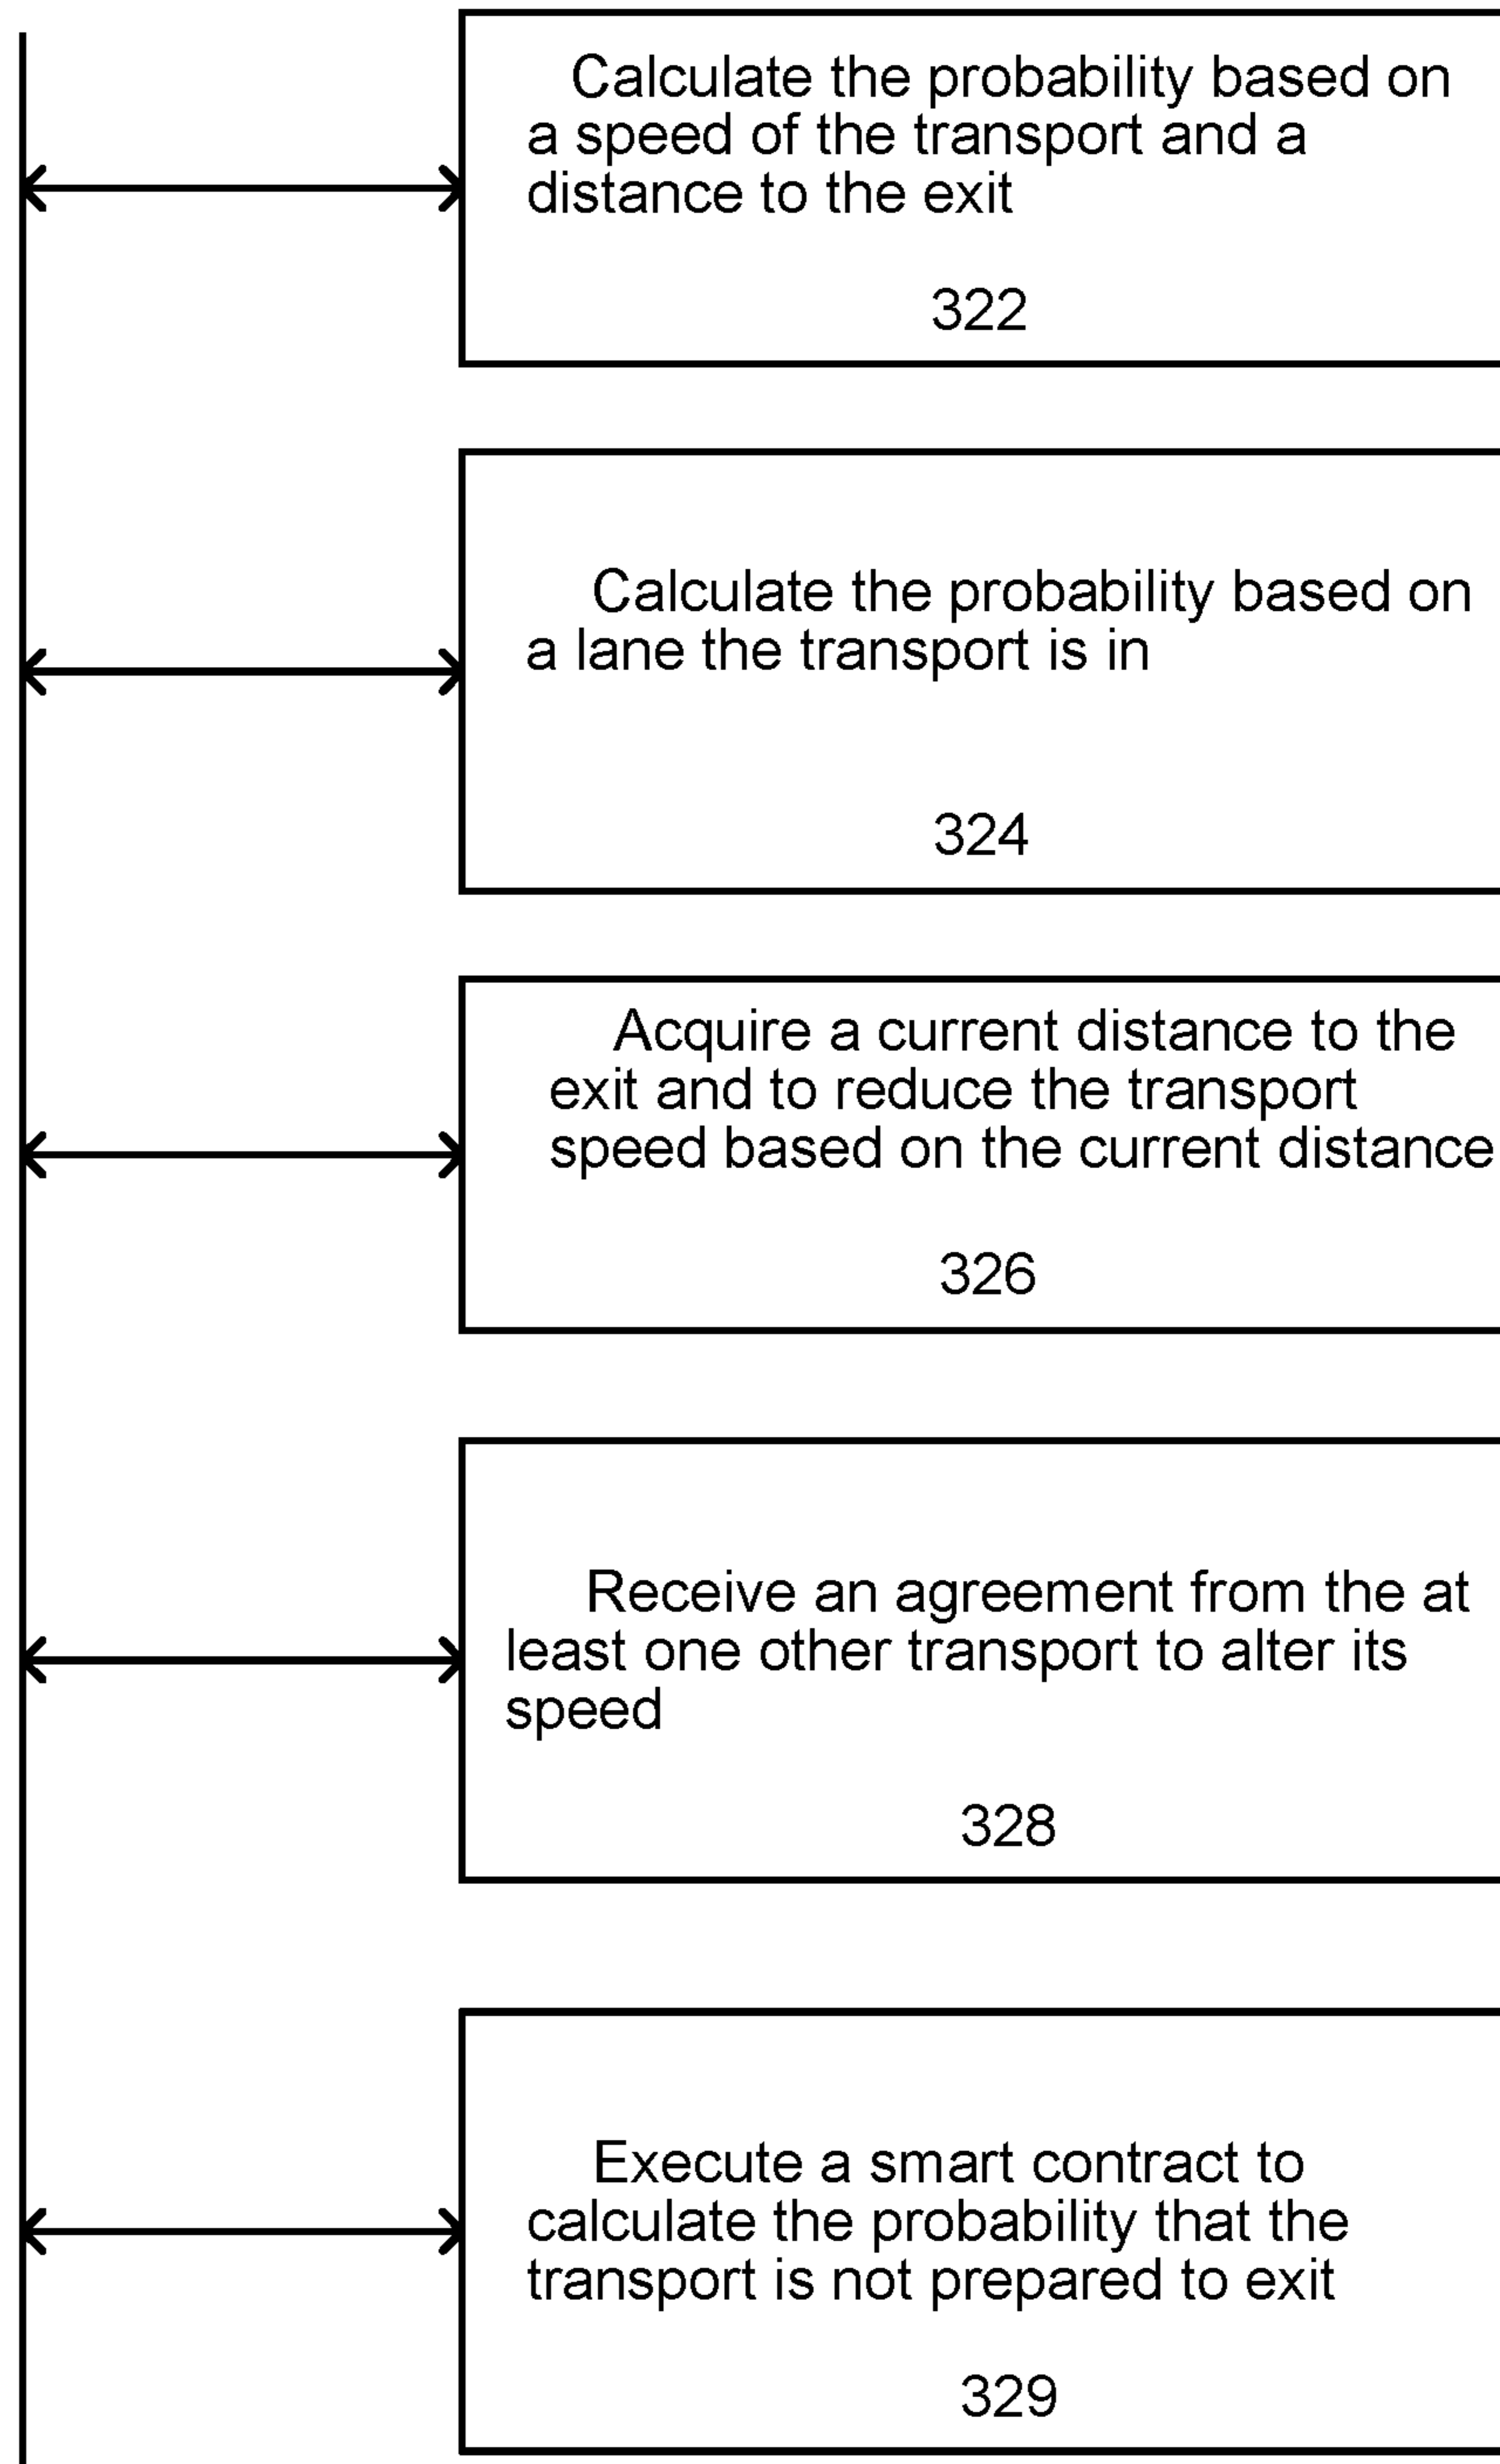 Calculate the probability based on
a speed of the transport and a
distance to the exit
322
Calculate the probability based on
a lane the transport is in
324
Acquire a current distance to the
exit and to reduce the transport
speed based on the current distance
326
Receive an agreement from the at
least one other transport to alter its
speed
328
Execute a smart contract to
calculate the probability that the
transport is not prepared to exit
329